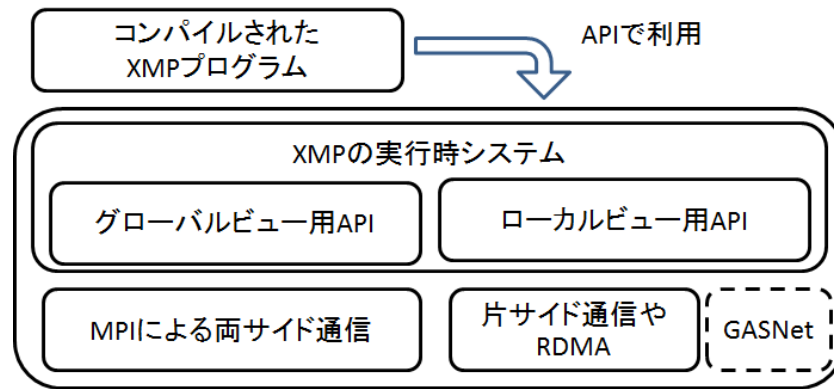 コンパイルされた
XMPプログラム
APIで利用
XMPの実行時システム
グローバルビュー用API
ローカルビュー用API
MPIによる両サイド通信
片サイド通信や
RDMA
GASNet